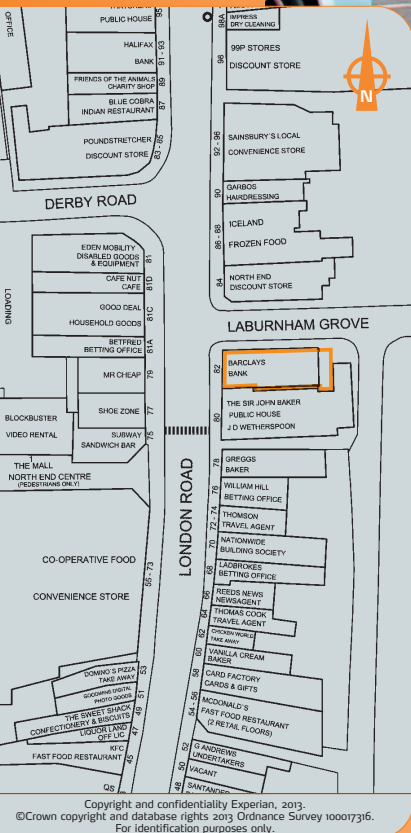 OFFICE
PUBLIC HOUSE
95
HALIFAX
BANK
91 - 93
FRIENDS OF THE ANIMALS
CHARITY SHOP
89
BLUE COBRA
INDIAN RESTAURANT
87
POUNDSTRETCHER
DISCOUNT STORE
83 - 85
98A
IMPRESS
DRY CLEANING
99P STORES
DISCOUNT STORE
98
N
SAINSBURY'S LOCAL
CONVENIENCE STORE
92 - 96
GARBOS
HAIRDRESSING
90
ICELAND
FROZEN FOOD
86 - 88
NORTH END
DISCOUNT STORE
84
DERBY ROAD
LABURNHAM GROVE
EDEN MOBILITY
DISABLED GOODS
& EQUIPMENT
81
CAFE NUT
CAFE
81D
GOOD DEAL
HOUSEHOLD GOODS
81C
LOADING
BETFRED
BETTING OFFICE
81A
MR CHEAP
79
SHOE ZONE
77
BLOCKBUSTER
VIDEO RENTAL
SUBWAY
SANDWICH BAR
75
THE MALL
NORTH END CENTRE
(PEDESTRIANS ONLY)
BARCLAYS
BANK
82
THE SIR JOHN BAKER
PUBLIC HOUSE
J D WETHERSPOON
80
LONDON ROAD
GREGGS
BAKER
78
WILLIAM HILL
BETTING OFFICE
76
THOMSON
TRAVEL AGENT
72 - 74
NATIONWIDE
BUILDING SOCIETY
70
LADBROKES
BETTING OFFICE
68
REEDS NEWS
NEWSAGENT
66
THOMAS COOK
TRAVEL AGENT
64
CHICKEN WORLD
TAKE AWAY
62
VANILLA CREAM
BAKER
60
CARD FACTORY
CARDS & GIFTS
58
MCDONALD'S
FAST FOOD RESTAURANT
(2 RETAIL FLOORS)
54 - 56
G ANDREWS
UNDERTAKERS
52
VACANT
50
SANTANDER
48
CO-OPERATIVE FOOD
CONVENIENCE STORE
55 - 73
DOMINO'S PIZZA
TAKE AWAY
53
GOODWINS DIGITAL
PHOTO GOODS
51
THE SWEET SHACK
CONFECTIONERY & BISCUITS
49
LIQUOR LAND
OFF LIC
47
KFC
FAST FOOD RESTAURANT
45
QS
Copyright and confidentiality Experian, 2013.
©Crown copyright and database rights 2013 Ordnance Survey 100017316.
For identification purposes only.